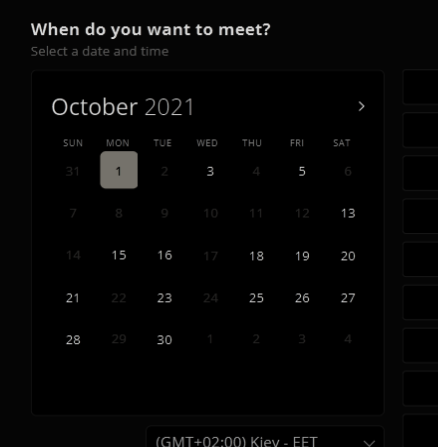 When do you want to meet?
Select a date and time
October 2021
SUN MON TUE WED THU FRI SAT
31 1 2 3 4 5 6
7 8 9 10 11 12 13
14 15 16 17 18 19 20
21 22 23 24 25 26 27
28 29 30 1 2 3 4
(GMT+02:00) Kiev - EET